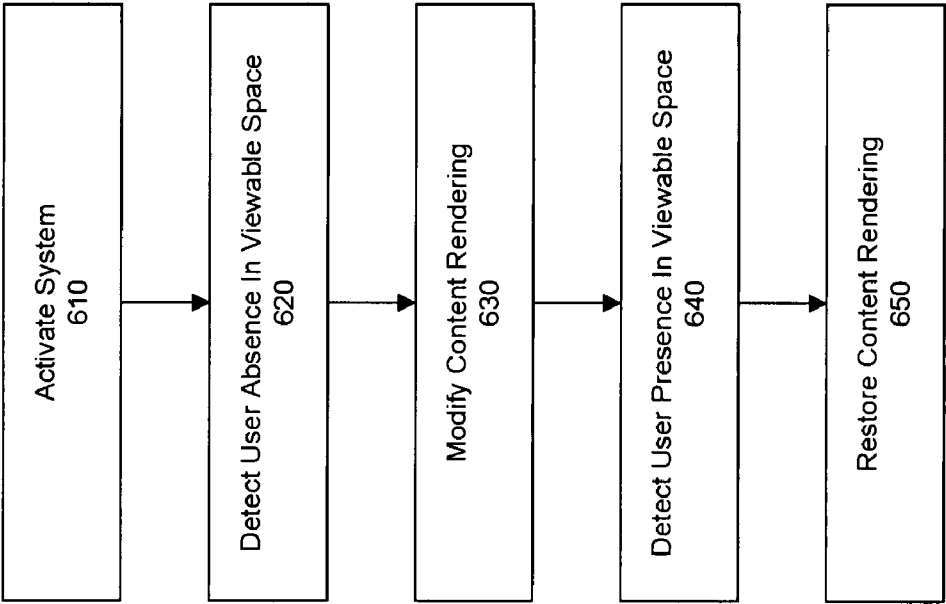 Activate System
610
Detect User Absence In Viewable Space
620
Modify Content Rendering
630
Detect User Presence In Viewable Space
640
Restore Content Rendering
650